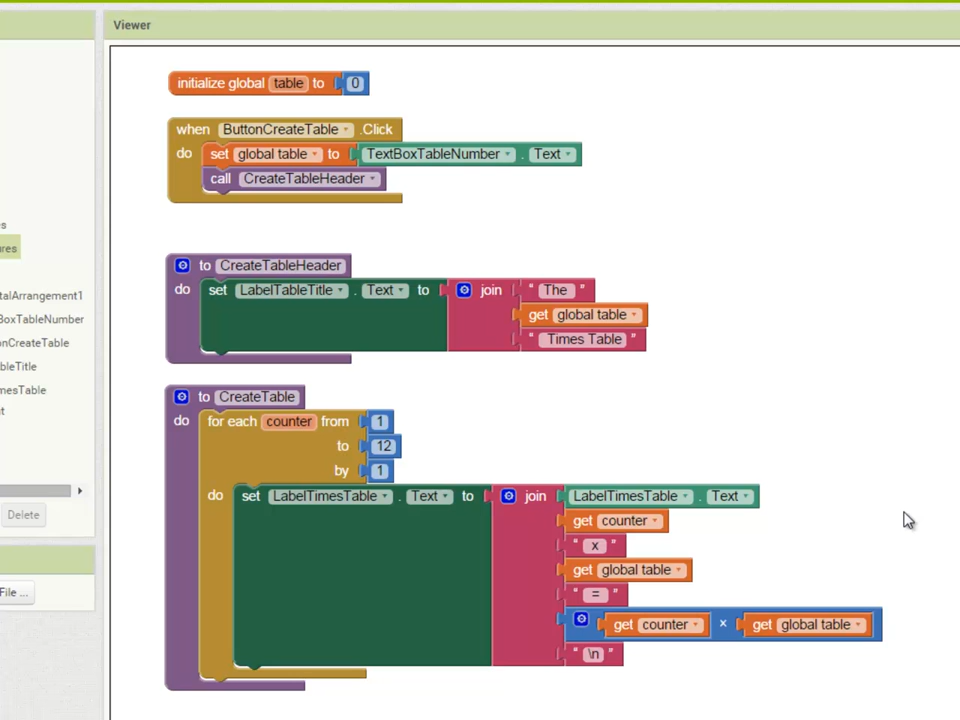 Viewer
initialize global table to 0
when ButtonCreateTable .Click
do set global table to TextBoxTableNumber . Text
call CreateTableHeader
es
ures
to CreateTableHeader
do set LabelTableTitle . Text to join " The "
get global table
" Times Table "
talArrangement1
BoxTableNumber
onCreateTable
bleTitle
mesTable
t
to CreateTable
do for each counter from 1
to 12
by 1
do set LabelTimesTable . Text to join LabelTimesTable . Text
get counter
" x "
get global table
" = "
get counter × get global table
" \n "
Delete
File ...